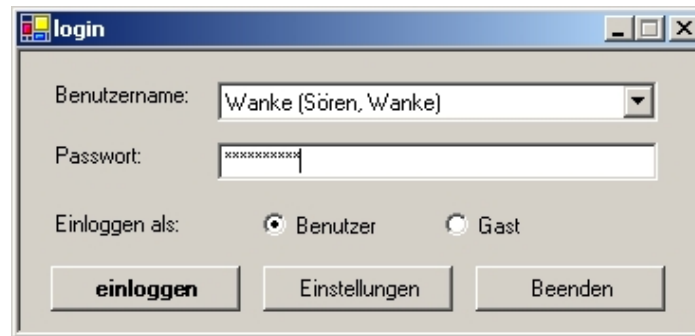 login
Benutzername: Wanke (Sören, Wanke)
Passwort: **********
Einloggen als: Benutzer Gast
einloggen Einstellungen Beenden